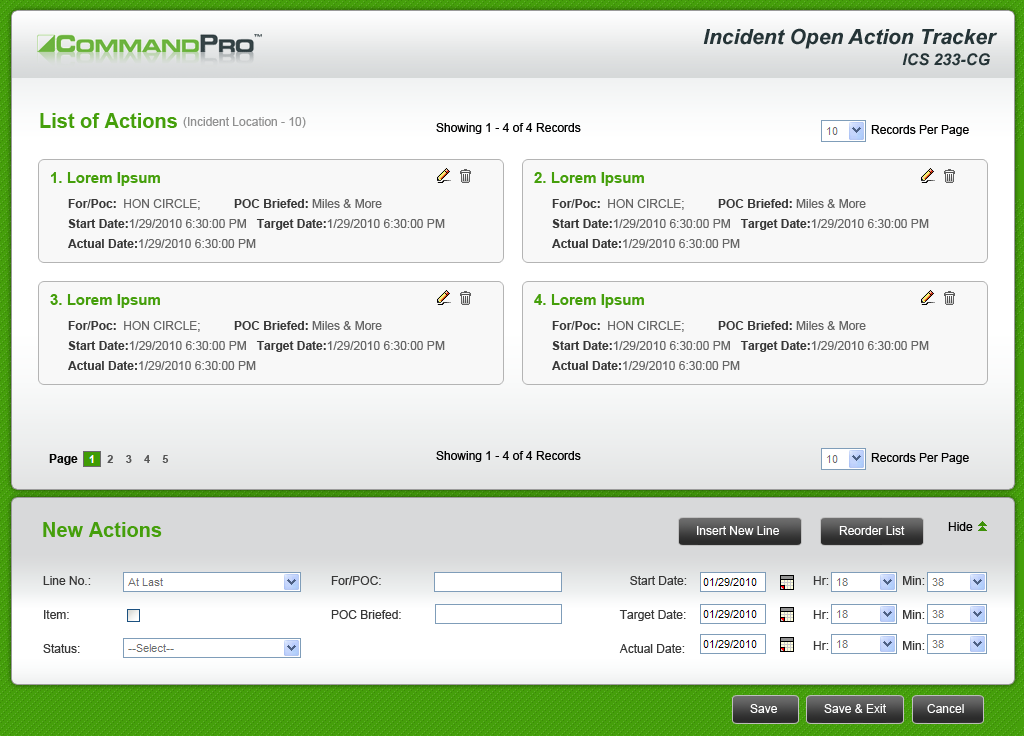 COMMANDPRO™
Incident Open Action Tracker
ICS 233-CG
List of Actions (Incident Location - 10)
Showing 1 - 4 of 4 Records
10 Records Per Page
1. Lorem Ipsum
For/Poc: HON CIRCLE; POC Briefed: Miles & More
Start Date:1/29/2010 6:30:00 PM Target Date:1/29/2010 6:30:00 PM
Actual Date:1/29/2010 6:30:00 PM
2. Lorem Ipsum
For/Poc: HON CIRCLE; POC Briefed: Miles & More
Start Date:1/29/2010 6:30:00 PM Target Date:1/29/2010 6:30:00 PM
Actual Date:1/29/2010 6:30:00 PM
3. Lorem Ipsum
For/Poc: HON CIRCLE; POC Briefed: Miles & More
Start Date:1/29/2010 6:30:00 PM Target Date:1/29/2010 6:30:00 PM
Actual Date:1/29/2010 6:30:00 PM
4. Lorem Ipsum
For/Poc: HON CIRCLE; POC Briefed: Miles & More
Start Date:1/29/2010 6:30:00 PM Target Date:1/29/2010 6:30:00 PM
Actual Date:1/29/2010 6:30:00 PM
Page 1 2 3 4 5
Showing 1 - 4 of 4 Records
10 Records Per Page
New Actions
Insert New Line
Reorder List
Hide
Line No.: At Last
For/POC:
Start Date: 01/29/2010 Hr: 18 Min: 38
Item:
POC Briefed:
Target Date: 01/29/2010 Hr: 18 Min: 38
Status: --Select--
Actual Date: 01/29/2010 Hr: 18 Min: 38
Save
Save & Exit
Cancel